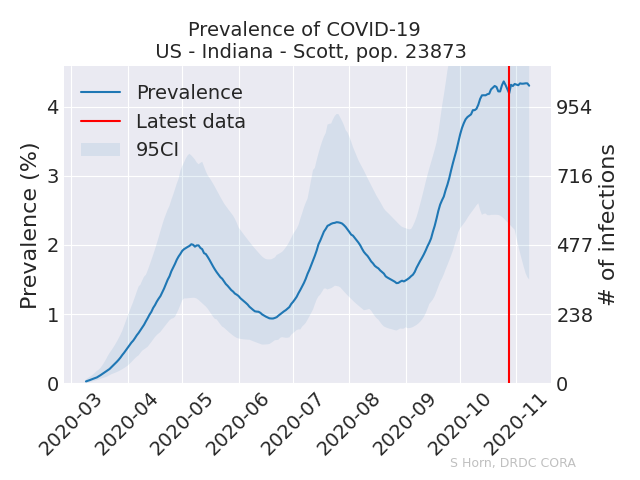 Prevalence of COVID-19
US - Indiana - Scott, pop. 23873
Prevalence
Latest data
95CI
Prevalence (%)
4
3
2
1
0
954
716
477
238
0
# of infections
2020-03
2020-04
2020-05
2020-06
2020-07
2020-08
2020-09
2020-10
2020-11
S Horn, DRDC CORA